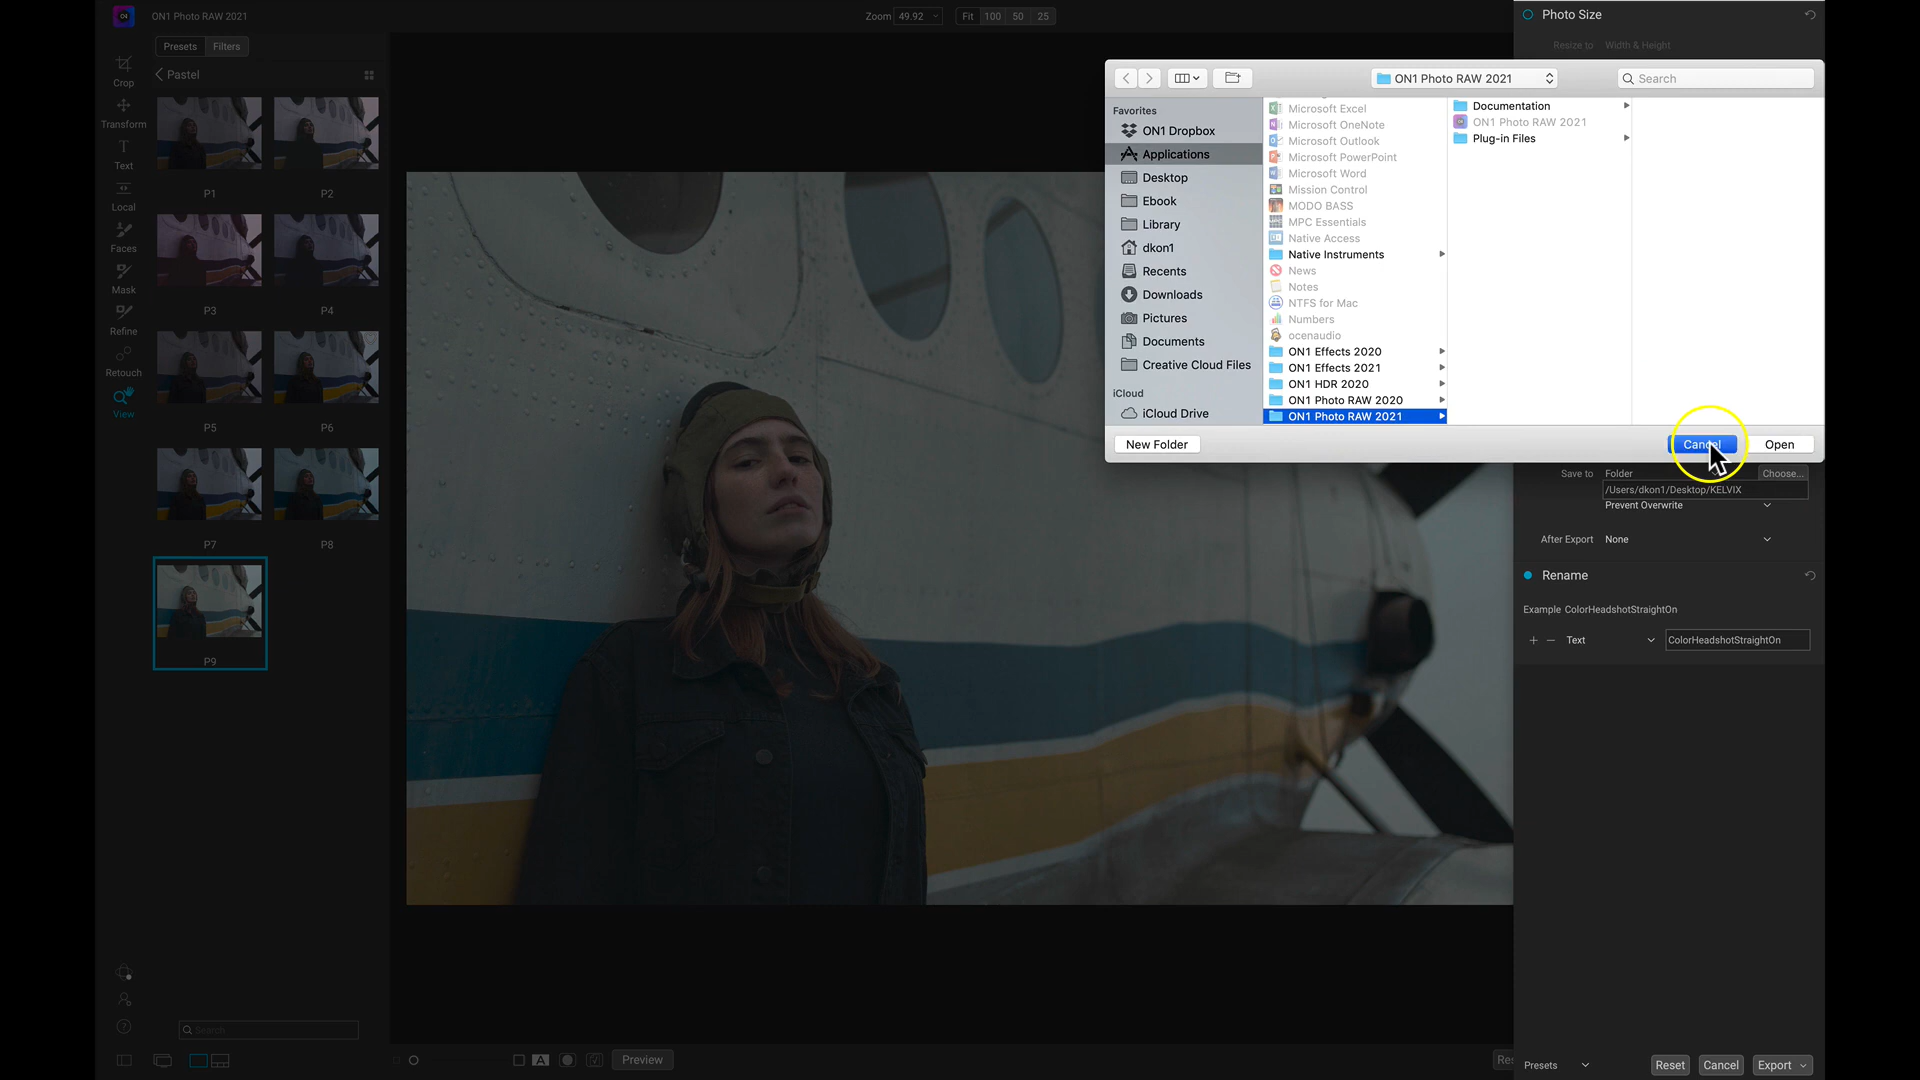 ON1 Photo RAW 2021
Zoom 49.92
Fit 100 50 25
Photo Size
Resize to Width & Height
Presets Filters
Pastel
Crop
Transform
Text
Local
Faces
Mask
Refine
Retouch
View
P1 P2
P3 P4
P5 P6
P7 P8
P9
Search
ON1 Photo RAW 2021
Search
Favorites
ON1 Dropbox
Applications
Desktop
Ebook
Library
dkon1
Recents
Downloads
Pictures
Documents
Creative Cloud Files
iCloud
iCloud Drive
Microsoft Excel
Microsoft OneNote
Microsoft Outlook
Microsoft PowerPoint
Microsoft Word
Mission Control
MODO BASS
MPC Essentials
Native Access
Native Instruments
News
Notes
NTFS for Mac
Numbers
ocenaudio
ON1 Effects 2020
ON1 Effects 2021
ON1 HDR 2020
ON1 Photo RAW 2020
ON1 Photo RAW 2021
Documentation
ON1 Photo RAW 2021
Plug-in Files
New Folder
Cancel
Open
Save to Folder Choose...
/Users/dkon1/Desktop/KELVIX
Prevent Overwrite
After Export None
Rename
Example ColorHeadshotStraightOn
Text ColorHeadshotStraightOn
A
Preview
Presets
Reset
Cancel
Export